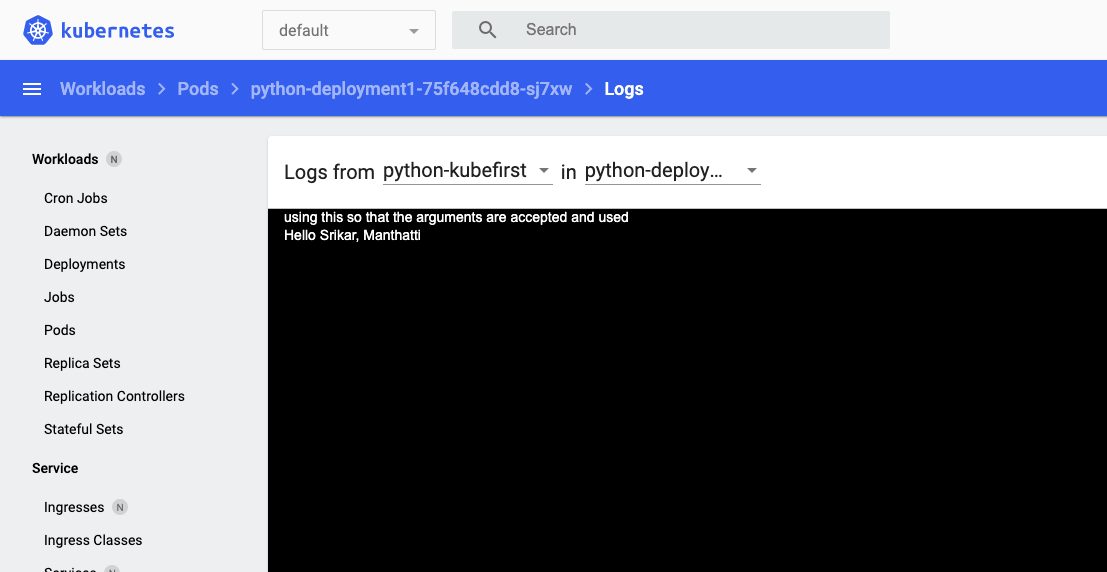 kubernetes
default
Search
Workloads > Pods > python-deployment1-75f648cdd8-sj7xw > Logs
Workloads N
Cron Jobs
Daemon Sets
Deployments
Jobs
Pods
Replica Sets
Replication Controllers
Stateful Sets
Service
Ingresses N
Ingress Classes
Services N
Logs from python-kubefirst in python-deploy...
using this so that the arguments are accepted and used
Hello Srikar, Manthatti